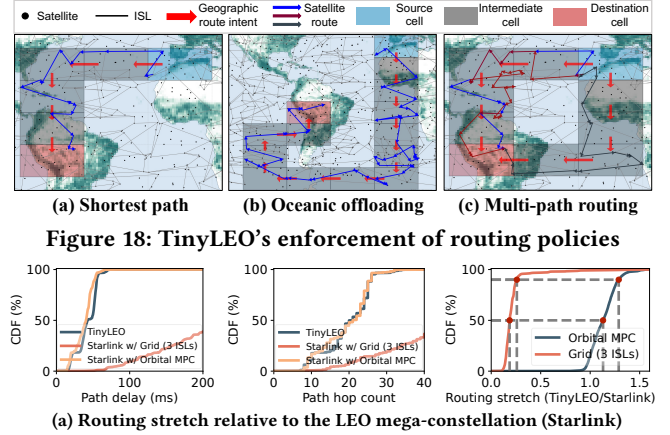 Satellite
ISL
Geographic route intent
Satellite route
Source cell
Intermediate cell
Destination cell
(a) Shortest path
(b) Oceanic offloading
(c) Multi-path routing
Figure 18: TinyLEO's enforcement of routing policies
CDF (%)
100
50
0
TinyLEO
Starlink w/ Grid (3 ISLs)
Starlink w/ Orbital MPC
0
100
200
Path delay (ms)
CDF (%)
100
50
0
TinyLEO
Starlink w/ Grid (3 ISLs)
Starlink w/ Orbital MPC
0
20
40
Path hop count
CDF (%)
100
50
0
Orbital MPC
Grid (3 ISLs)
0.0
0.5
1.0
1.5
Routing stretch (TinyLEO/Starlink)
(a) Routing stretch relative to the LEO mega-constellation (Starlink)